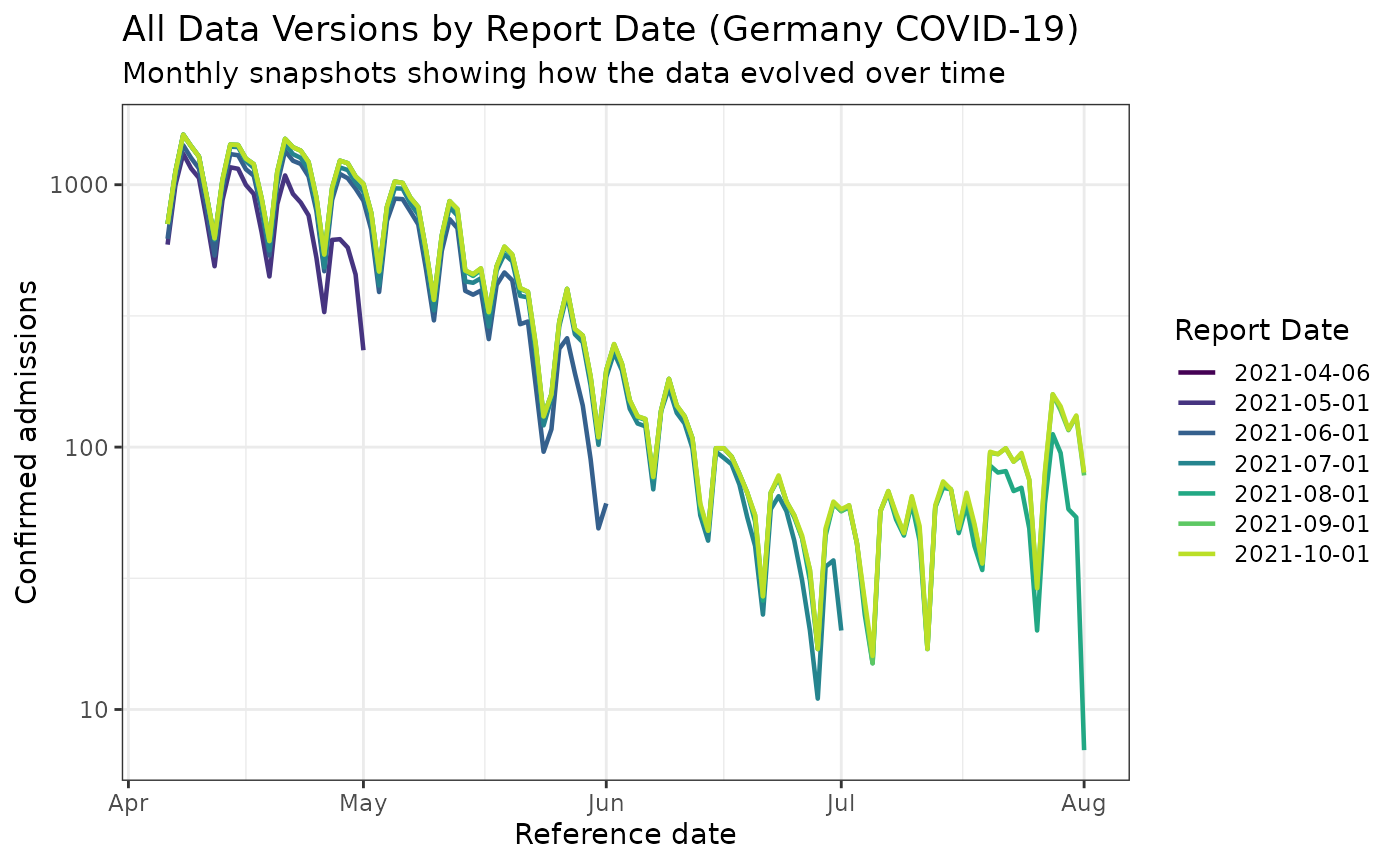 All Data Versions by Report Date (Germany COVID-19)
Monthly snapshots showing how the data evolved over time
Confirmed admissions
1000
100
10
Apr
May
Jun
Jul
Aug
Reference date
Report Date
2021-04-06
2021-05-01
2021-06-01
2021-07-01
2021-08-01
2021-09-01
2021-10-01